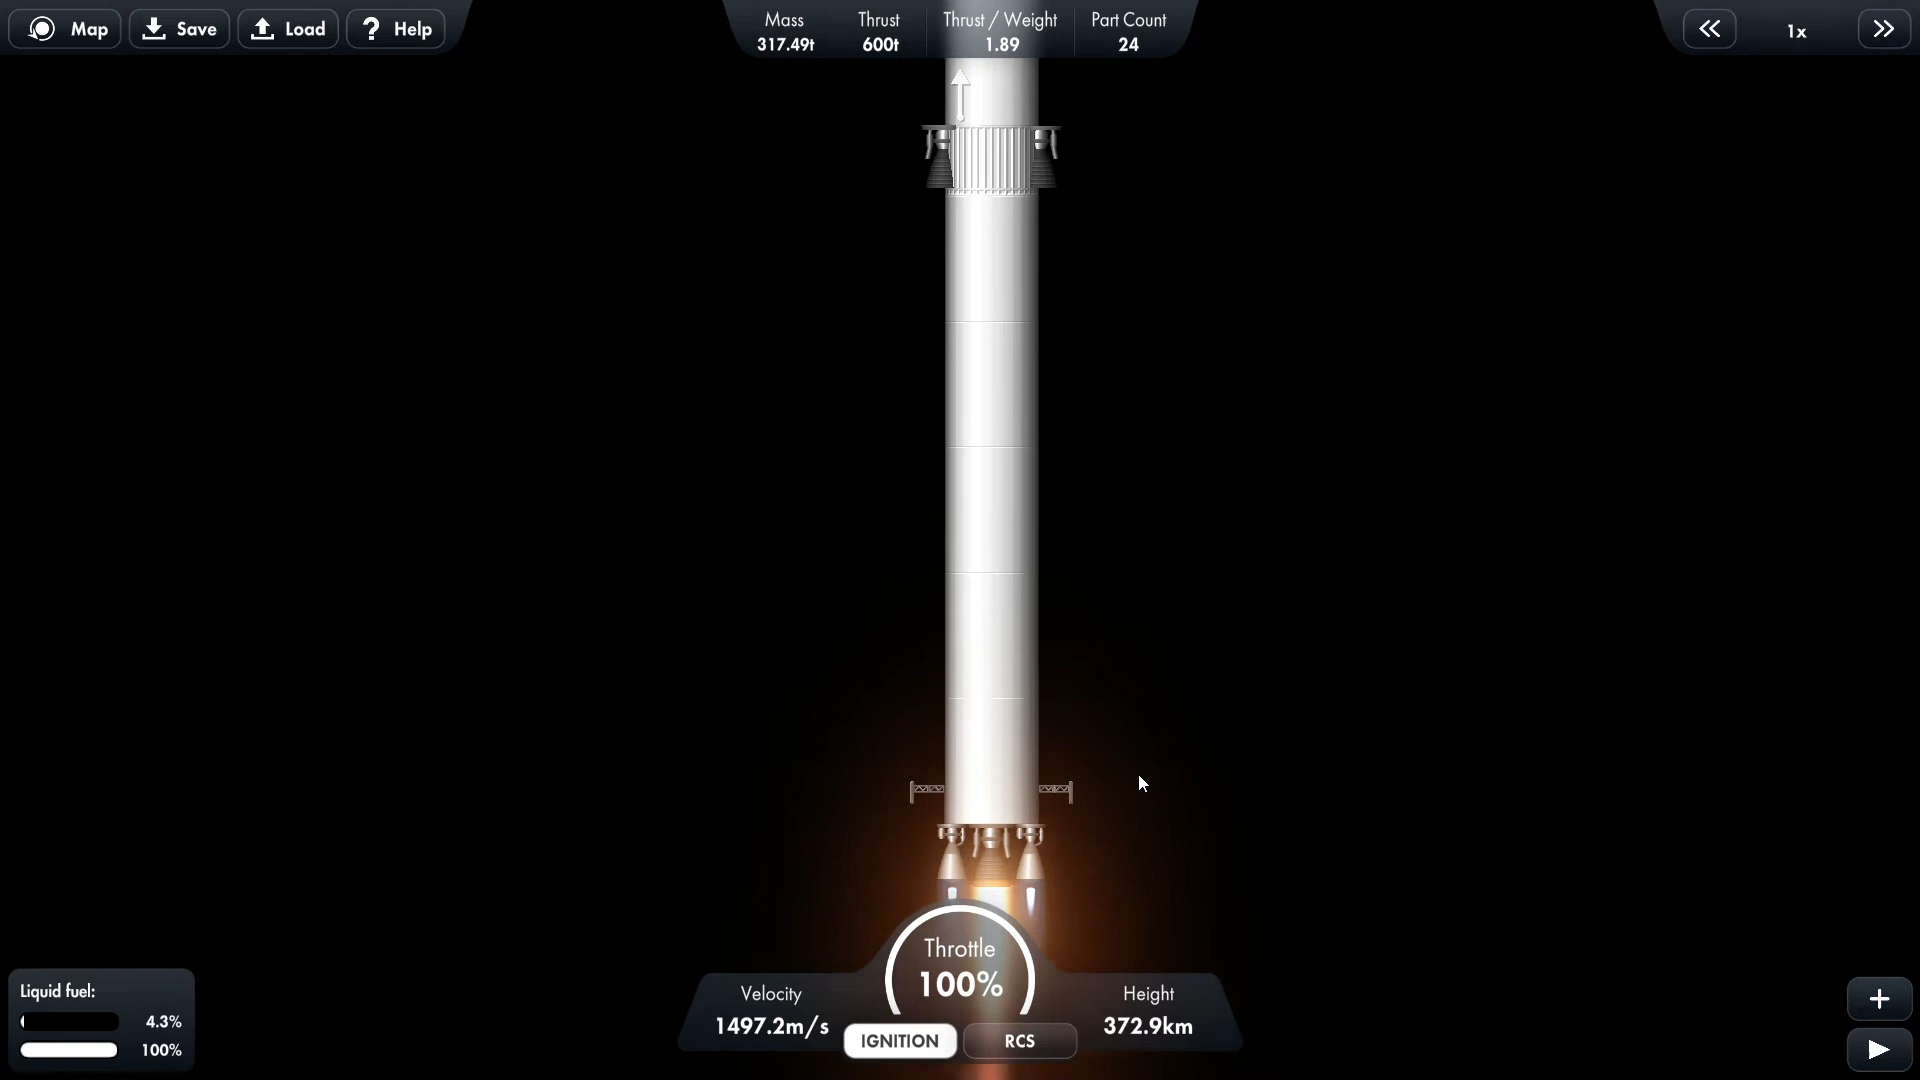 Map
Save
Load
? Help
Mass
317.49t
Thrust
600t
Thrust / Weight
1.89
Part Count
24
1x
Throttle
100%
Velocity
1497.2m/s
Height
372.9km
IGNITION
RCS
Liquid fuel:
4.3%
100%